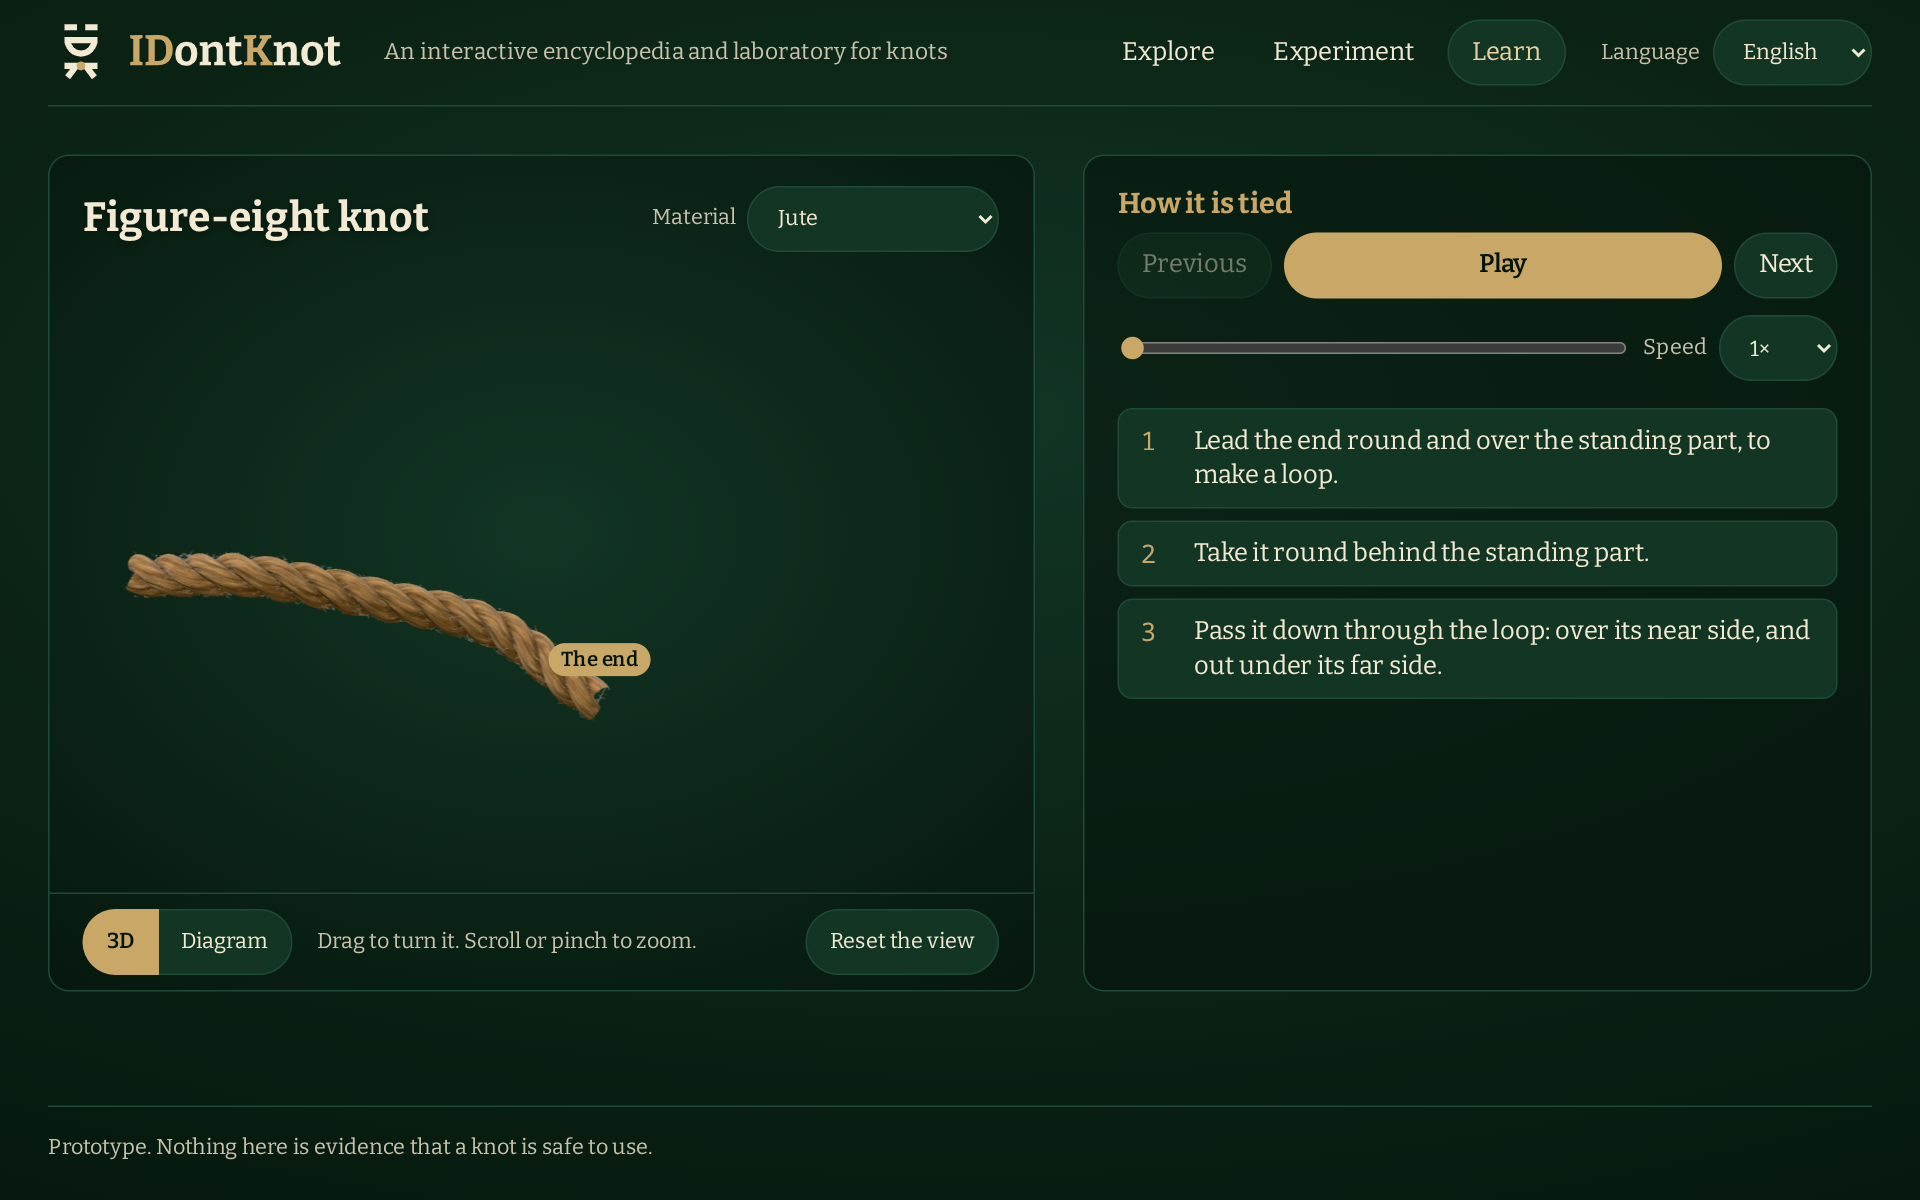 IDontKnot
An interactive encyclopedia and laboratory for knots
Explore
Experiment
Learn
Language
English
Figure-eight knot
Material
Jute
The end
3D
Diagram
Drag to turn it. Scroll or pinch to zoom.
Reset the view
How it is tied
Previous
Play
Next
Speed
1×
1
Lead the end round and over the standing part, to
make a loop.
2
Take it round behind the standing part.
3
Pass it down through the loop: over its near side, and
out under its far side.
Prototype. Nothing here is evidence that a knot is safe to use.